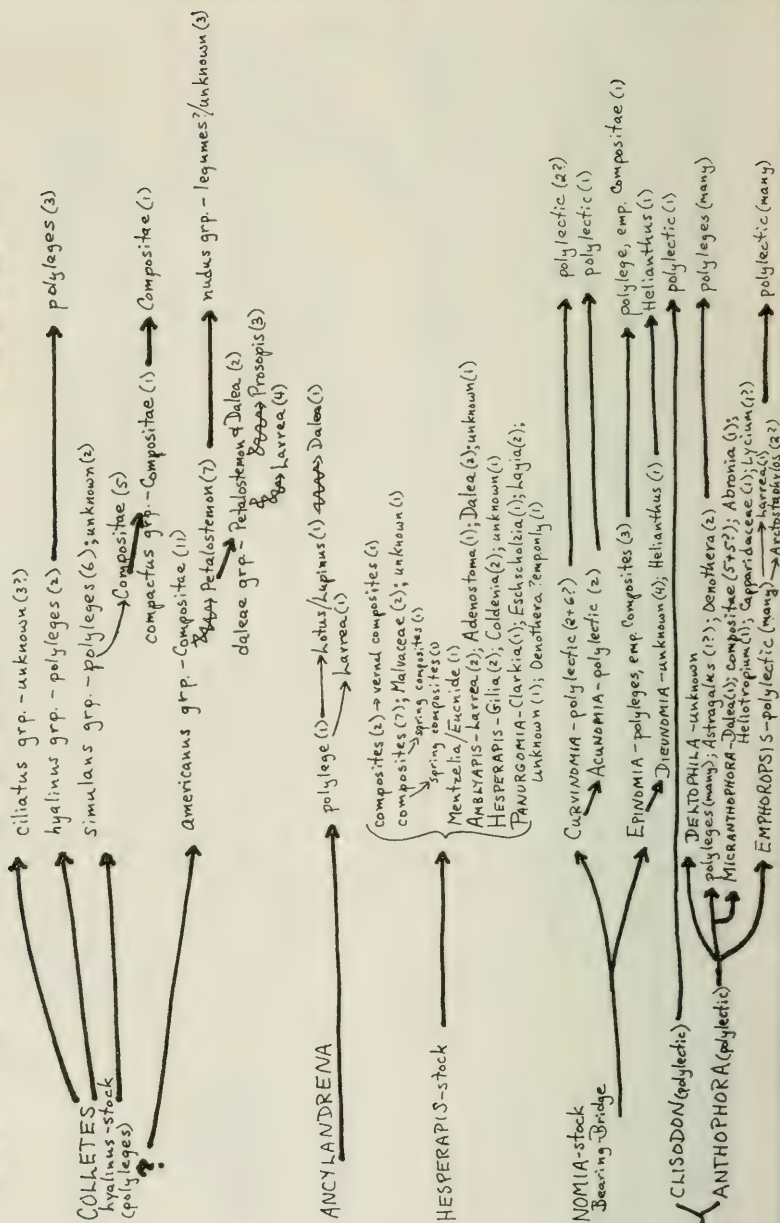 COLLETES
hyalinus-stock
(polyleges)
?
ciliatus grp. - unknown (3?)
hyalinus grp. - polyleges (2)
polyleges (3)
simulans grp. - polyleges (6); unknown (2)
Compositae (5)
compactus grp. - Compositae (1)
Compositae (1)
americanus grp. - Compositae (11)
Petalostemon (7)
nudus grp. - legumes?/unknown (3)
daleae grp - Petalostemon & Dalea (2)
Prosopis (3)
Larrea (4)
ANCYLANDRENA
polylege (1)
Lotus/Lupinus (1)
Dalea (1)
Larrea (1)
HESPERAPIS-stock
composites (2) → vernal composites (1)
composites (7); Malvaceae (2); unknown (1)
spring composites (1)
spring composites (1)
Mentzelia/Eucnide (1)
AMBLYAPIS-Larrea (2); Adenostoma (1); Dalea (2); unknown (1)
HESPERAPIS-Gilia (2); Coldenia (2); unknown (1)
PANURGOMIA-Clarkia (1); Eschscholzia (1); Layia (2);
unknown (1); Oenothera ?emp. only (1)
NOMIA-stock
Bearing-Bridge
CURVINOMIA-polylectic (2+6?)
polylectic (2?)
ACUNOMIA-polylectic (2)
polylectic (1)
EPINOMIA-polyleges, emp. Composites (3)
polylege, emp. Compositae (1)
DIEUNOMIA-unknown (4); Helianthus (1)
Helianthus (1)
CLISODON (polylectic)
polylectic (1)
ANTHOPHORA (polylectic)
DELTOPHILA-unknown
polyleges (many); Astragalus (1?); Oenothera (2)
polyleges (many)
MICRANTHOPHORA-Dalea (1); Compositae (5+5?); Abronia (1);
Heliotropium (1); Capparidaceae (1); Lycium (1?)
EMPHOROPSIS-polylectic (many)
Larrea (1)
Arctostaphylos (2?)
polylectic (many)